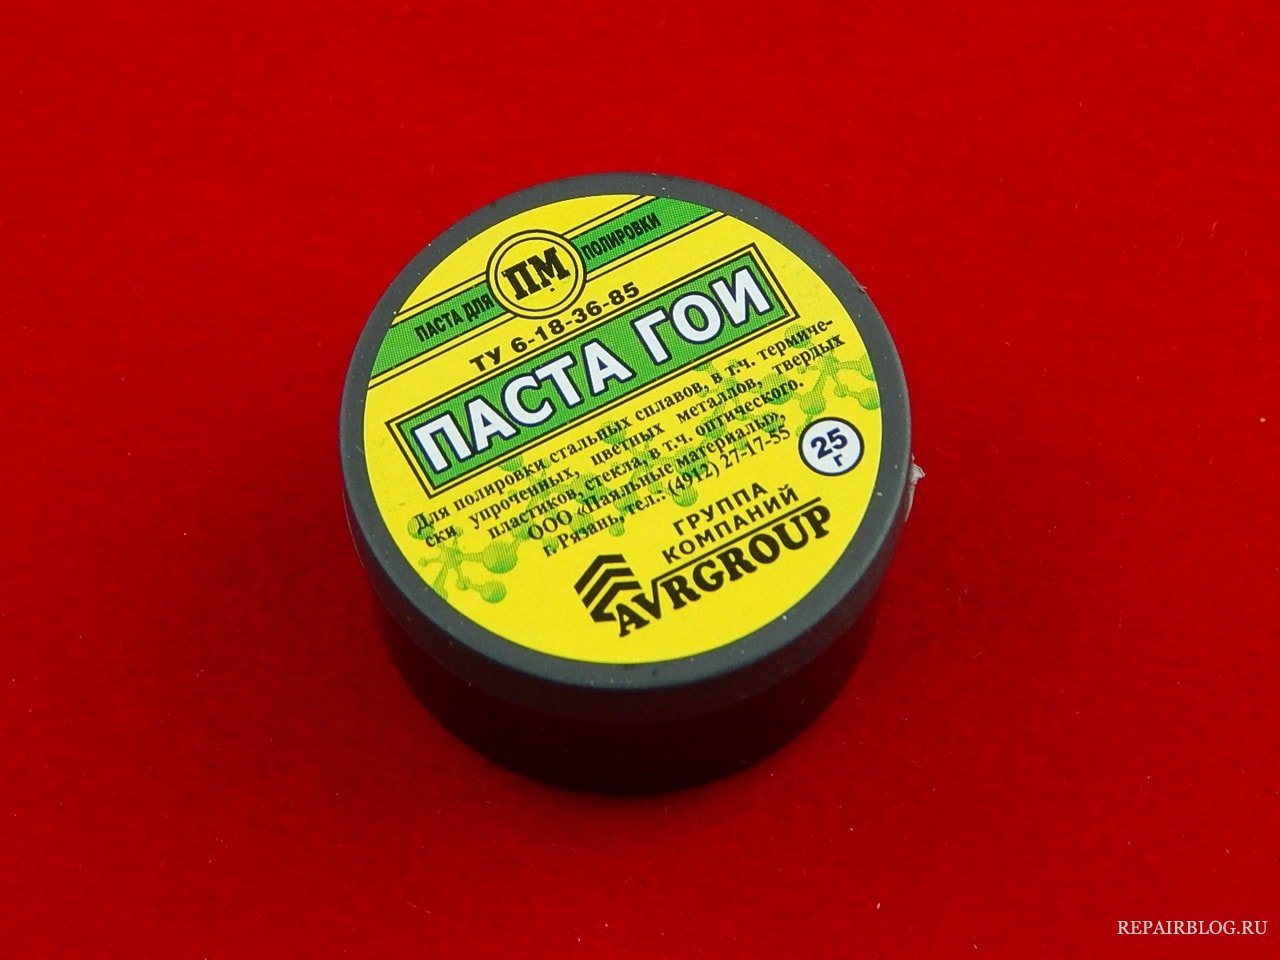 ПАСТА ДЛЯ ПМ ПОЛИРОВКИ
ТУ 6-18-36-85
ПАСТА ГОИ
Для полировки стальных сплавов, в т.ч. термиче-
ски упроченных, цветных металлов, твердых
пластиков, стекла, в т.ч. оптического.
ООО «Паяльные материалы»,
г. Рязань, тел.: (4912) 27-17-55
25
г
ГРУППА
КОМПАНИЙ
AVRGROUP
REPAIRBLOG.RU